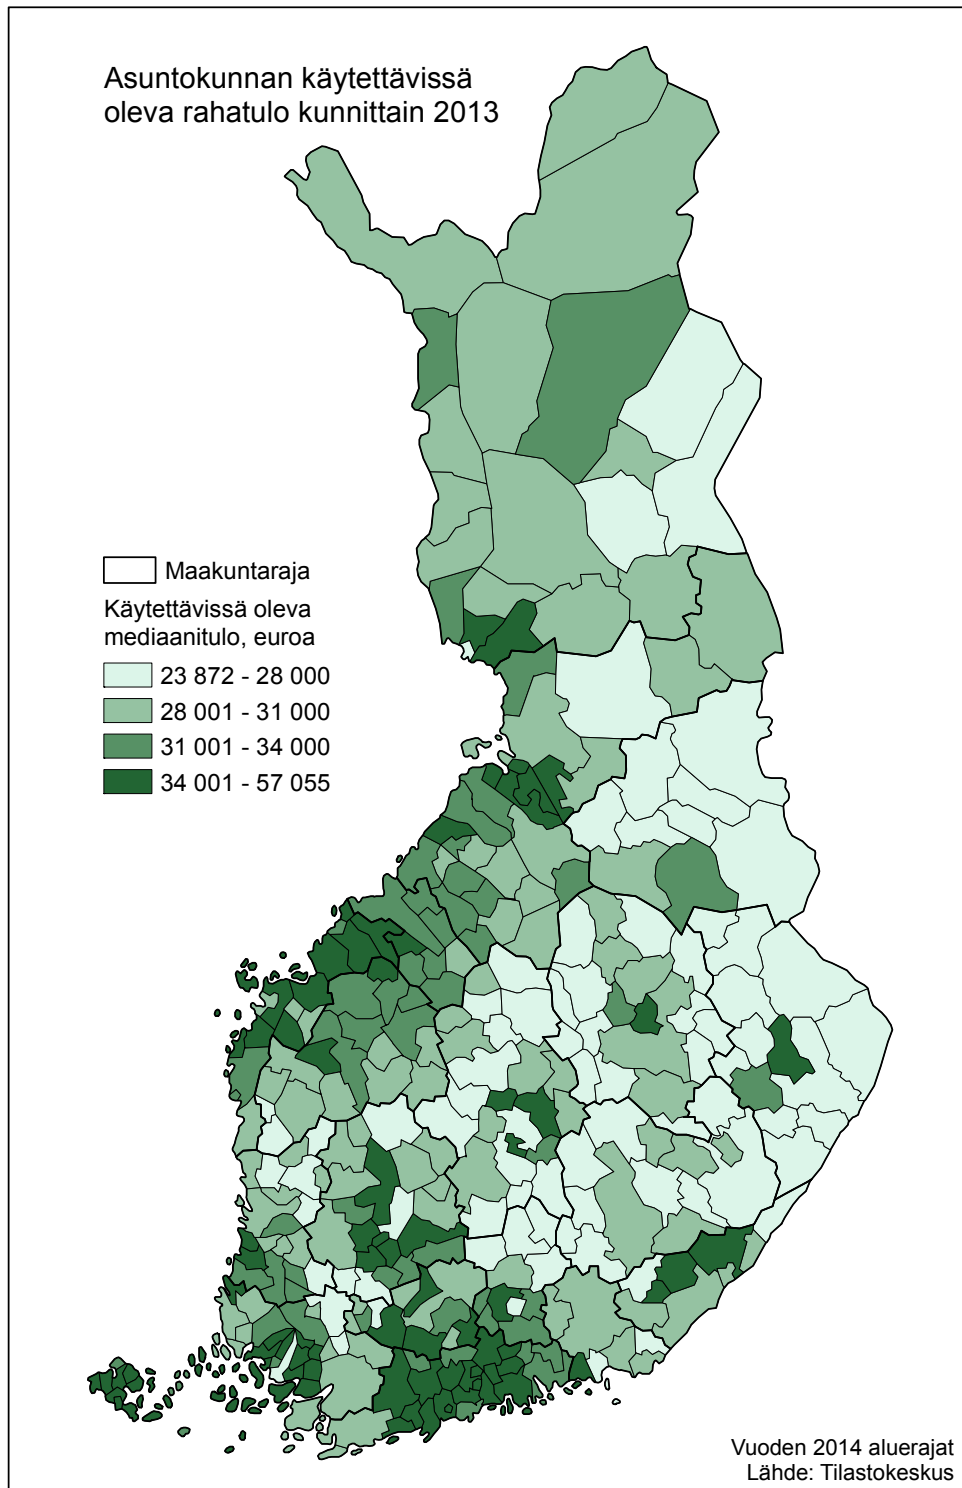 Asuntokunnan käytettävissä
oleva rahatulo kunnittain 2013
Maakuntaraja
Käytettävissä oleva
mediaanitulo, euroa
23 872 - 28 000
28 001 - 31 000
31 001 - 34 000
34 001 - 57 055
Vuoden 2014 aluerajat
Lähde: Tilastokeskus